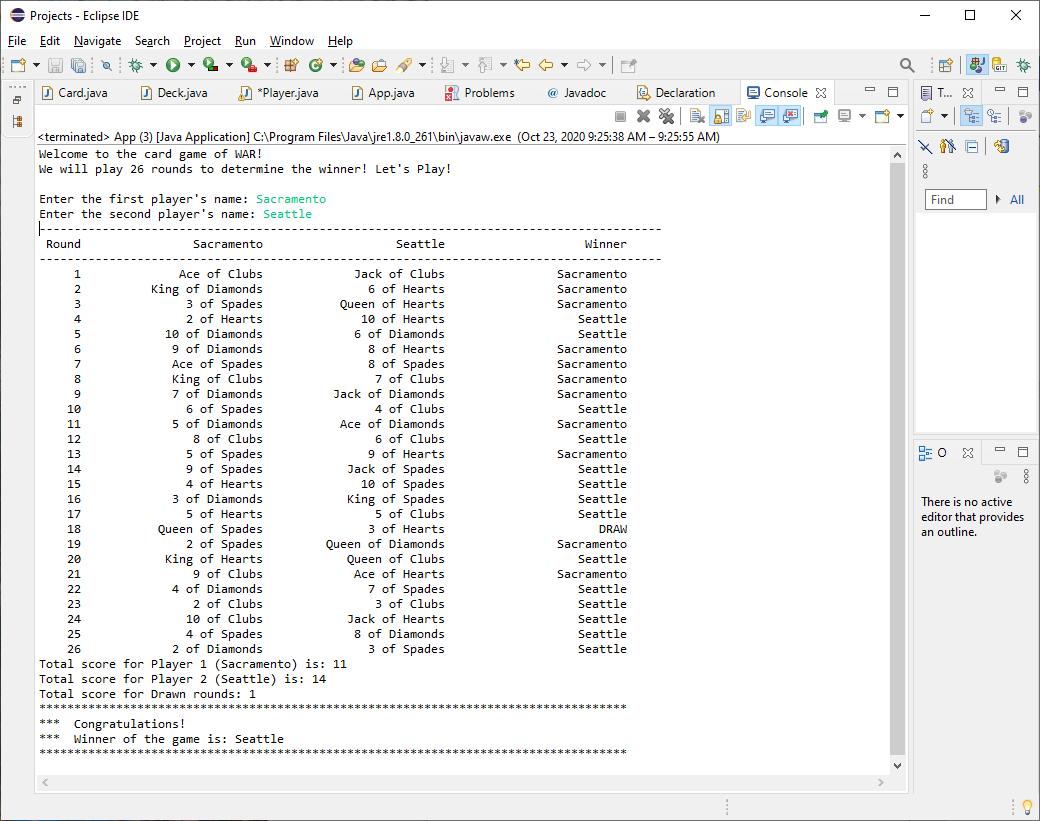 Projects - Eclipse IDE
File Edit Navigate Search Project Run Window Help
Card.java Deck.java *Player.java App.java Problems @ Javadoc Declaration Console T...
<terminated> App (3) [Java Application] C:\Program Files\Java\jre1.8.0_261\bin\javaw.exe (Oct 23, 2020 9:25:38 AM – 9:25:55 AM)
Welcome to the card game of WAR!
We will play 26 rounds to determine the winner! Let's Play!
Enter the first player's name: Sacramento
Enter the second player's name: Seattle
-----------------------------------------------------------------------------------------
Round Sacramento Seattle Winner
-----------------------------------------------------------------------------------------
1 Ace of Clubs Jack of Clubs Sacramento
2 King of Diamonds 6 of Hearts Sacramento
3 3 of Spades Queen of Hearts Sacramento
4 2 of Hearts 10 of Hearts Seattle
5 10 of Diamonds 6 of Diamonds Seattle
6 9 of Diamonds 8 of Hearts Sacramento
7 Ace of Spades 8 of Spades Sacramento
8 King of Clubs 7 of Clubs Sacramento
9 7 of Diamonds Jack of Diamonds Sacramento
10 6 of Spades 4 of Clubs Seattle
11 5 of Diamonds Ace of Diamonds Sacramento
12 8 of Clubs 6 of Clubs Seattle
13 5 of Spades 9 of Hearts Sacramento
14 9 of Spades Jack of Spades Seattle
15 4 of Hearts 10 of Spades Seattle
16 3 of Diamonds King of Spades Seattle
17 5 of Hearts 5 of Clubs Seattle
18 Queen of Spades 3 of Hearts DRAW
19 2 of Spades Queen of Diamonds Sacramento
20 King of Hearts Queen of Clubs Seattle
21 9 of Clubs Ace of Hearts Sacramento
22 4 of Diamonds 7 of Spades Seattle
23 2 of Clubs 3 of Clubs Seattle
24 10 of Clubs Jack of Hearts Seattle
25 4 of Spades 8 of Diamonds Seattle
26 2 of Diamonds 3 of Spades Seattle
Total score for Player 1 (Sacramento) is: 11
Total score for Player 2 (Seattle) is: 14
Total score for Drawn rounds: 1
************************************************************************************
*** Congratulations!
*** Winner of the game is: Seattle
************************************************************************************
Find All
O
There is no active
editor that provides
an outline.